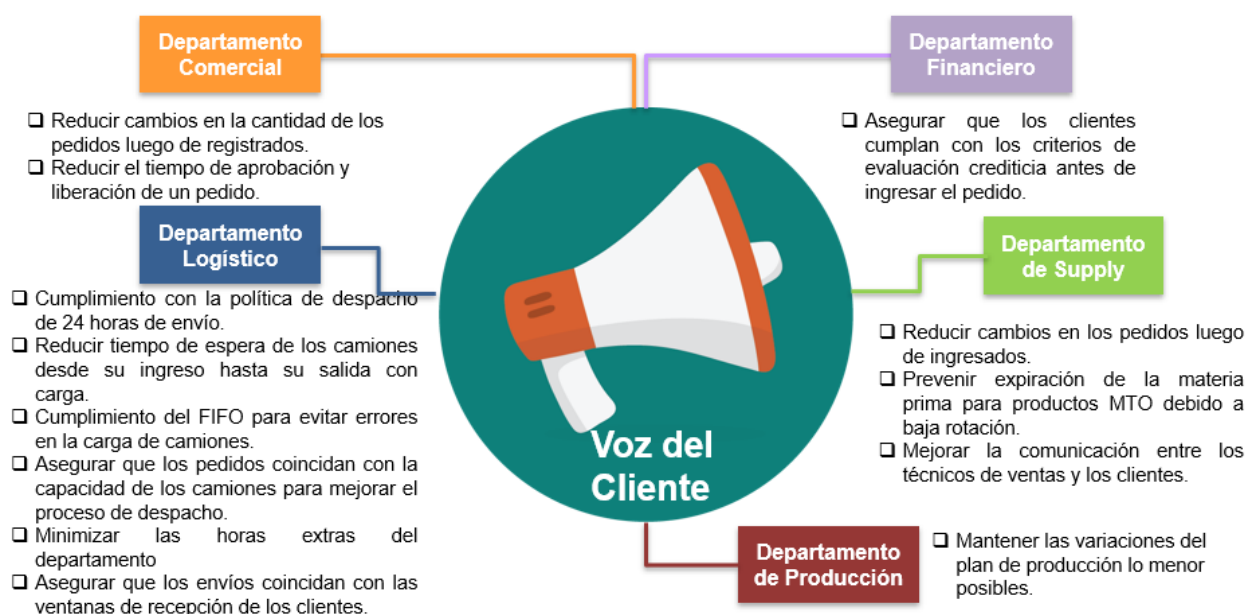 Departamento
Comercial
❑ Reducir cambios en la cantidad de los
pedidos luego de registrados.
❑ Reducir el tiempo de aprobación y
liberación de un pedido.
Departamento
Logístico
❑ Cumplimiento con la política de despacho
de 24 horas de envío.
❑ Reducir tiempo de espera de los camiones
desde su ingreso hasta su salida con
carga.
❑ Cumplimiento del FIFO para evitar errores
en la carga de camiones.
❑ Asegurar que los pedidos coincidan con la
capacidad de los camiones para mejorar el
proceso de despacho.
❑ Minimizar las horas extras del
departamento
❑ Asegurar que los envíos coincidan con las
ventanas de recepción de los clientes.
Voz del
Cliente
Departamento
Financiero
❑ Asegurar que los clientes
cumplan con los criterios de
evaluación crediticia antes de
ingresar el pedido.
Departamento
de Supply
❑ Reducir cambios en los pedidos luego
de ingresados.
❑ Prevenir expiración de la materia
prima para productos MTO debido a
baja rotación.
❑ Mejorar la comunicación entre los
técnicos de ventas y los clientes.
Departamento
de Producción
❑ Mantener las variaciones del
plan de producción lo menor
posibles.